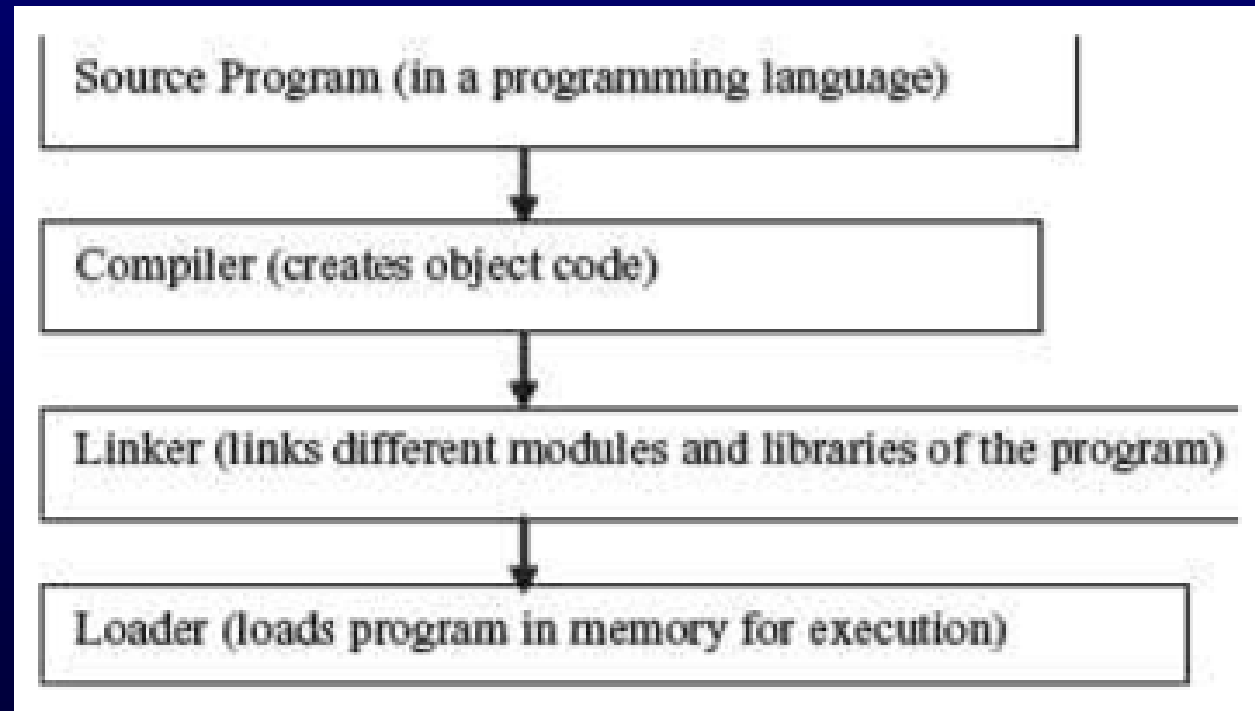 Source Program (in a programming language)
Compiler (creates object code)
Linker (links different modules and libraries of the program)
Loader (loads program in memory for execution)